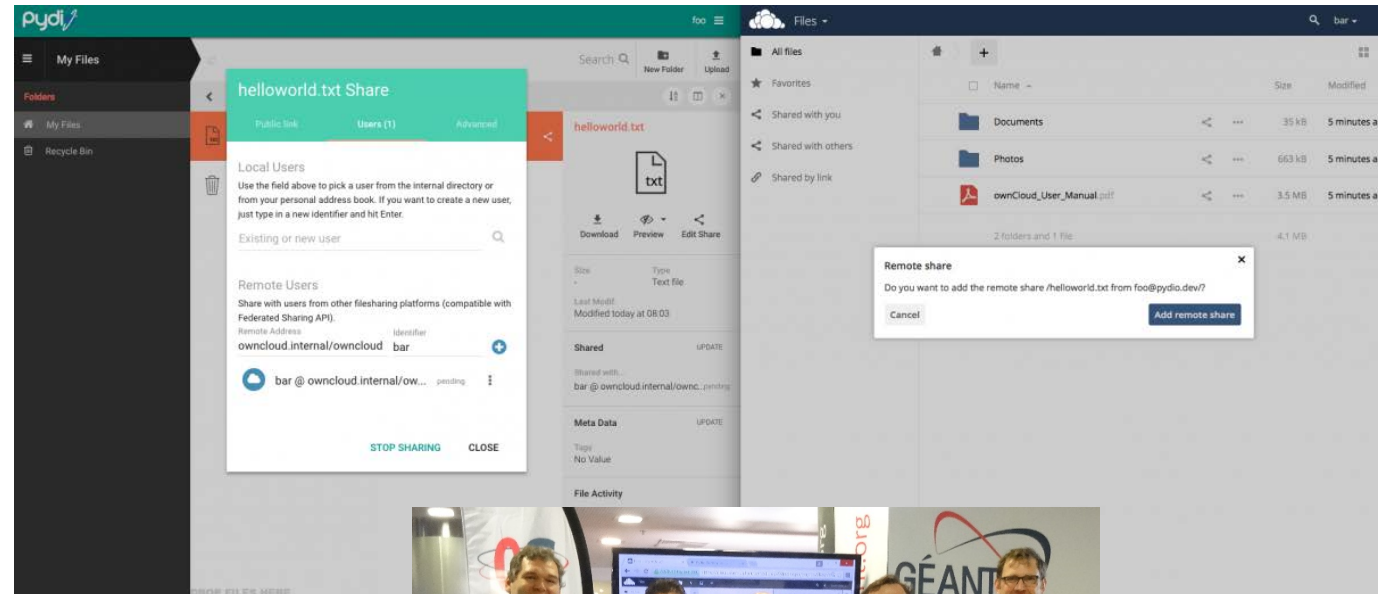 pydi
foo
My Files
Search
New Folder
Upload
Folders
My Files
Recycle Bin
helloworld.txt Share
Public link
Users (1)
Advanced
Local Users
Use the field above to pick a user from the internal directory or
from your personal address book. If you want to create a new user,
just type in a new identifier and hit Enter.
Existing or new user
Remote Users
Share with users from other filesharing platforms (compatible with
Federated Sharing API).
Remote Address
Identifier
owncloud.internal/owncloud
bar
bar @ owncloud.internal/ow...
pending
STOP SHARING
CLOSE
DROP FILES HERE
helloworld.txt
txt
Download
Preview
Edit Share
Size
-
Type
Text file
Last Modif.
Modified today at 08:03
Shared
UPDATE
Shared with...
bar @ owncloud.internal/ownc...
pending
Meta Data
UPDATE
Tags
No Value
File Activity
Files
bar
All files
Favorites
Shared with you
Shared with others
Shared by link
Name
Size
Modified
Documents
35 kB
5 minutes a
Photos
663 kB
5 minutes a
ownCloud_User_Manual.pdf
3.5 MB
5 minutes a
2 folders and 1 file
4.1 MB
Remote share
Do you want to add the remote share /helloworld.txt from foo@pydio.dev/?
Cancel
Add remote share
GÉANT